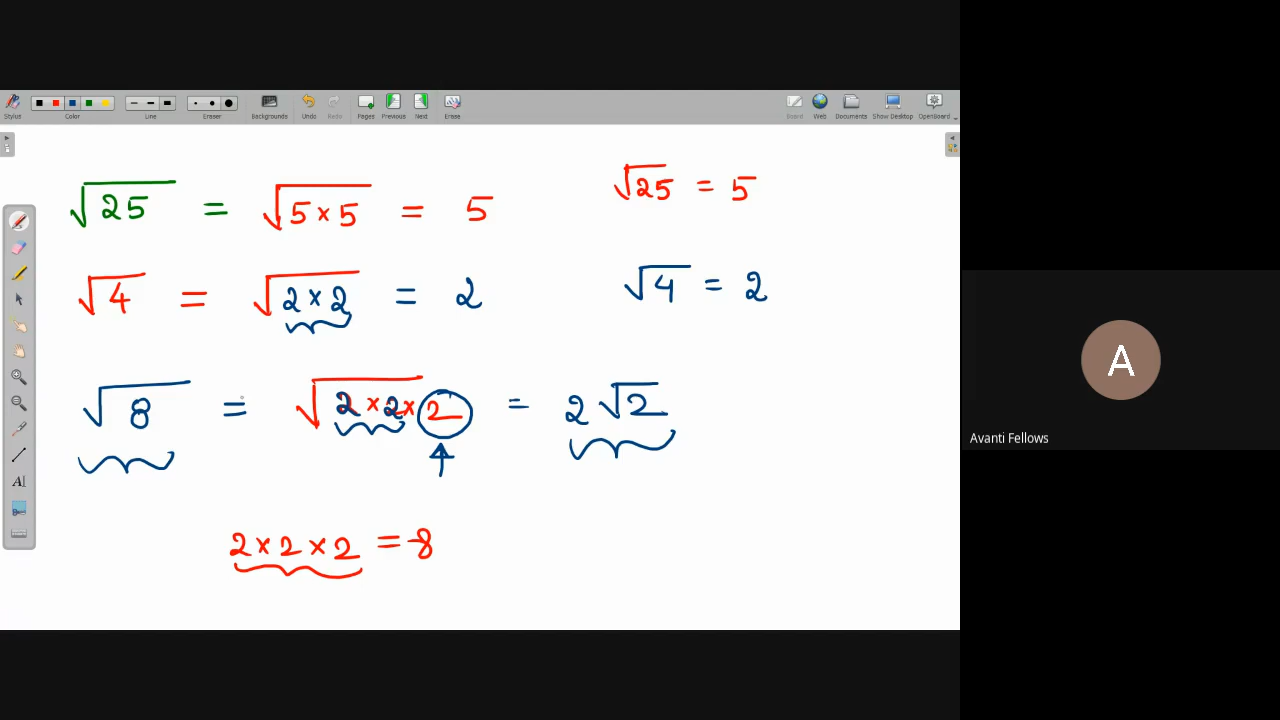 Stylus Color Line Eraser Backgrounds Undo Redo Pages Previous Next Erase Board Web Documents Show Desktop OpenBoard
√25 = √5×5 = 5
√25 = 5
√4 = √2×2 = 2
√4 = 2
√8 = √2×2×2 = 2√2
2×2×2 = 8
A
Avanti Fellows